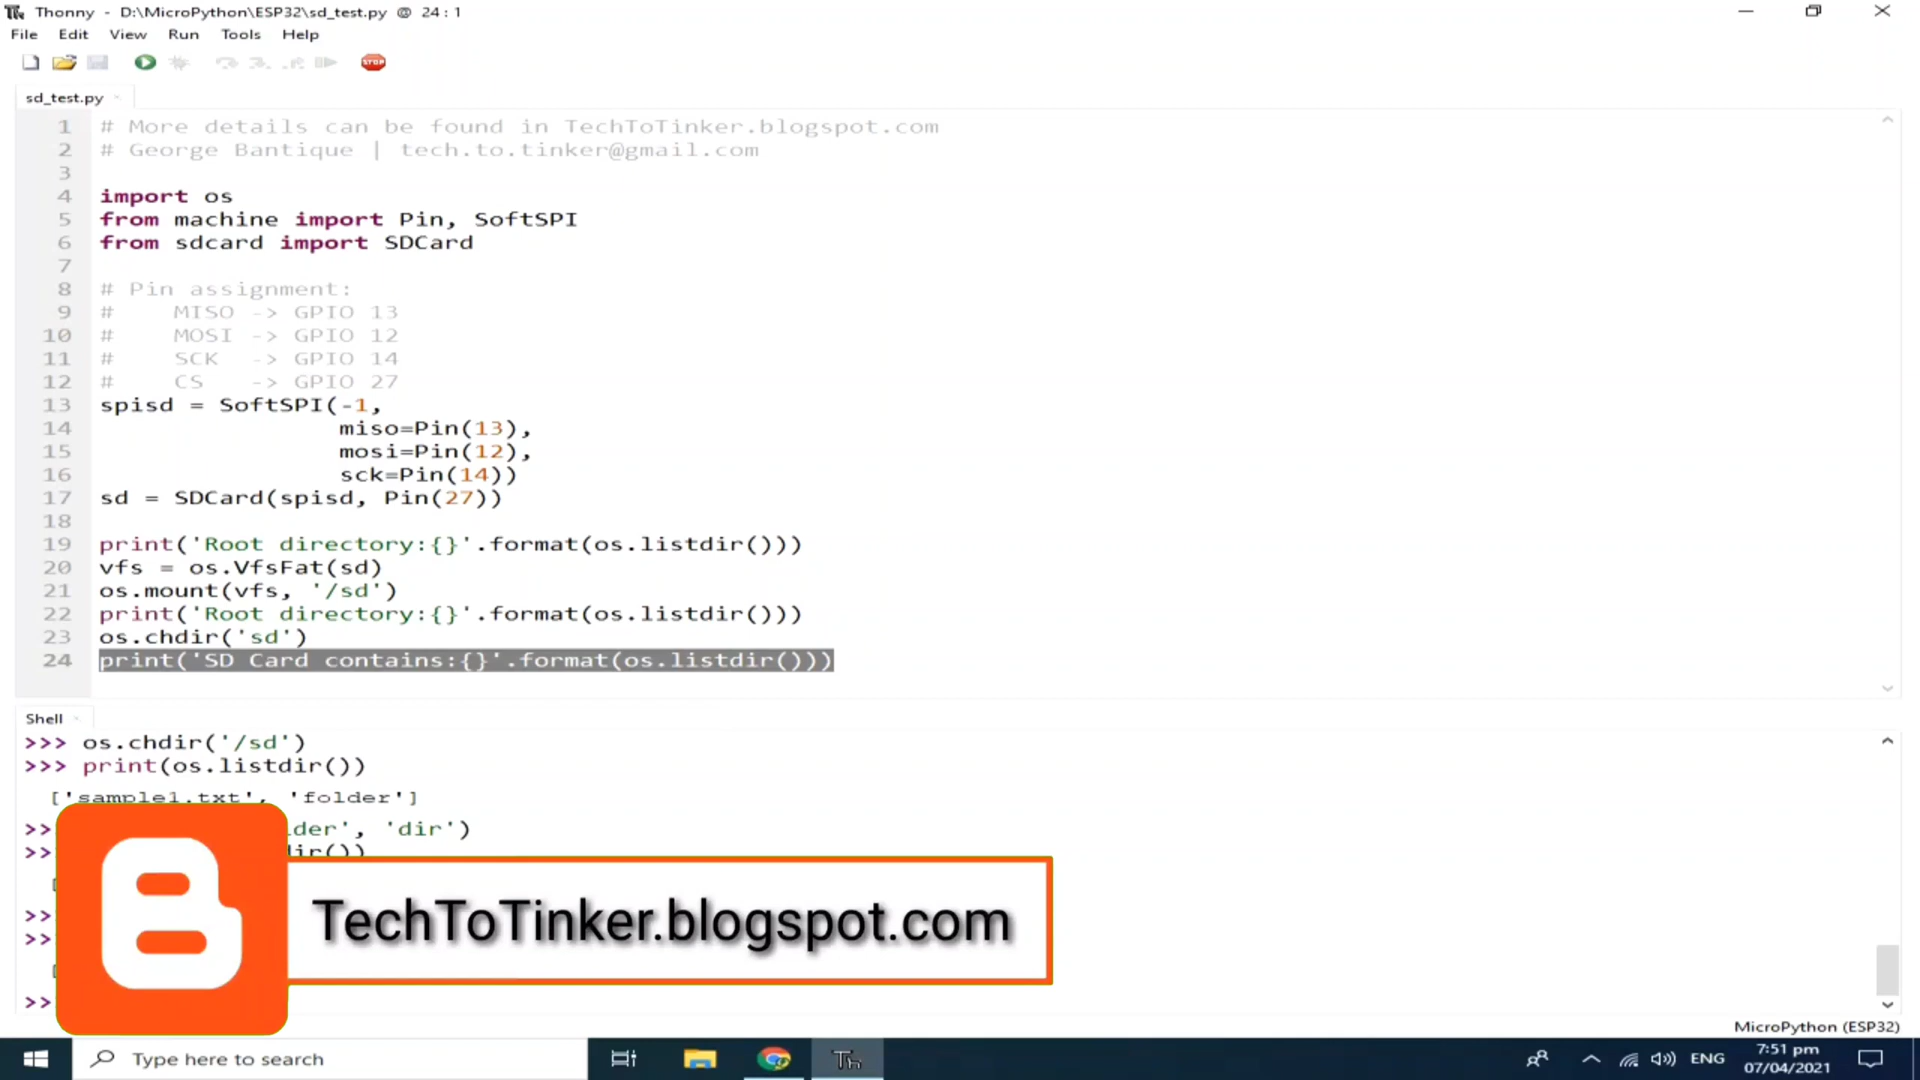 Thonny - D:\MicroPython\ESP32\sd_test.py @ 24 : 1
File Edit View Run Tools Help
STOP
sd_test.py
1 # More details can be found in TechToTinker.blogspot.com
2 # George Bantique | tech.to.tinker@gmail.com
3
4 import os
5 from machine import Pin, SoftSPI
6 from sdcard import SDCard
7
8 # Pin assignment:
9 # MISO -> GPIO 13
10 # MOSI -> GPIO 12
11 # SCK -> GPIO 14
12 # CS -> GPIO 27
13 spisd = SoftSPI(-1,
14 miso=Pin(13),
15 mosi=Pin(12),
16 sck=Pin(14))
17 sd = SDCard(spisd, Pin(27))
18
19 print('Root directory:{}'.format(os.listdir()))
20 vfs = os.VfsFat(sd)
21 os.mount(vfs, '/sd')
22 print('Root directory:{}'.format(os.listdir()))
23 os.chdir('sd')
24 print('SD Card contains:{}'.format(os.listdir()))
Shell
>>> os.chdir('/sd')
>>> print(os.listdir())
['sample1.txt', 'folder']
>> lder', 'dir')
>> dir())
[
>>
>>
[
>>
TechToTinker.blogspot.com
MicroPython (ESP32)
Type here to search
Th
ENG
7:51 pm
07/04/2021